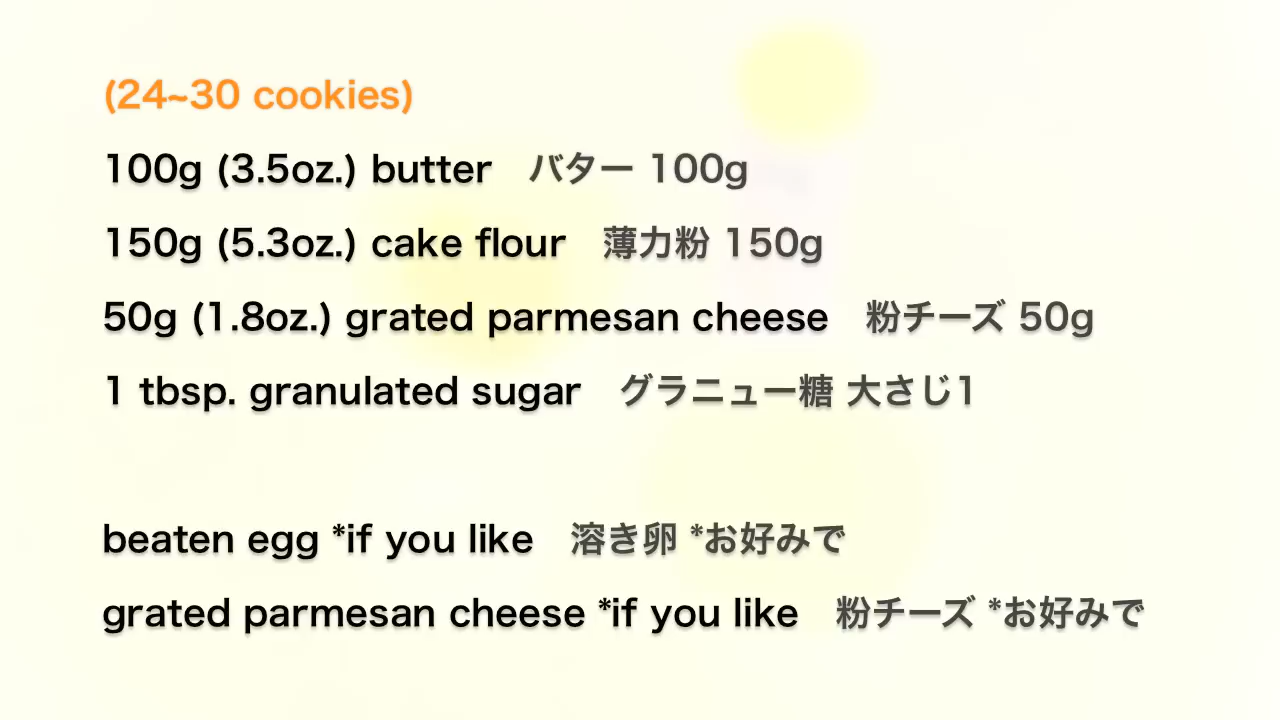 (24~30 cookies)
100g (3.5oz.) butter　バター 100g
150g (5.3oz.) cake flour　薄力粉 150g
50g (1.8oz.) grated parmesan cheese　粉チーズ 50g
1 tbsp. granulated sugar　グラニュー糖 大さじ1
beaten egg *if you like　溶き卵 *お好みで
grated parmesan cheese *if you like　粉チーズ *お好みで